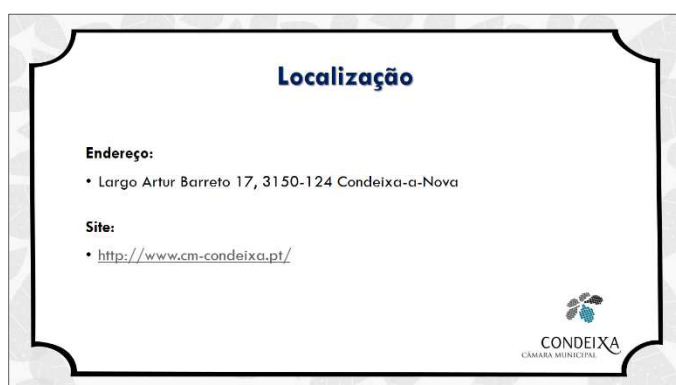 Localização
Endereço:
• Largo Artur Barreto 17, 3150-124 Condeixa-a-Nova
Site:
• http://www.cm-condeixa.pt/
CONDEIXA
CÂMARA MUNICIPAL